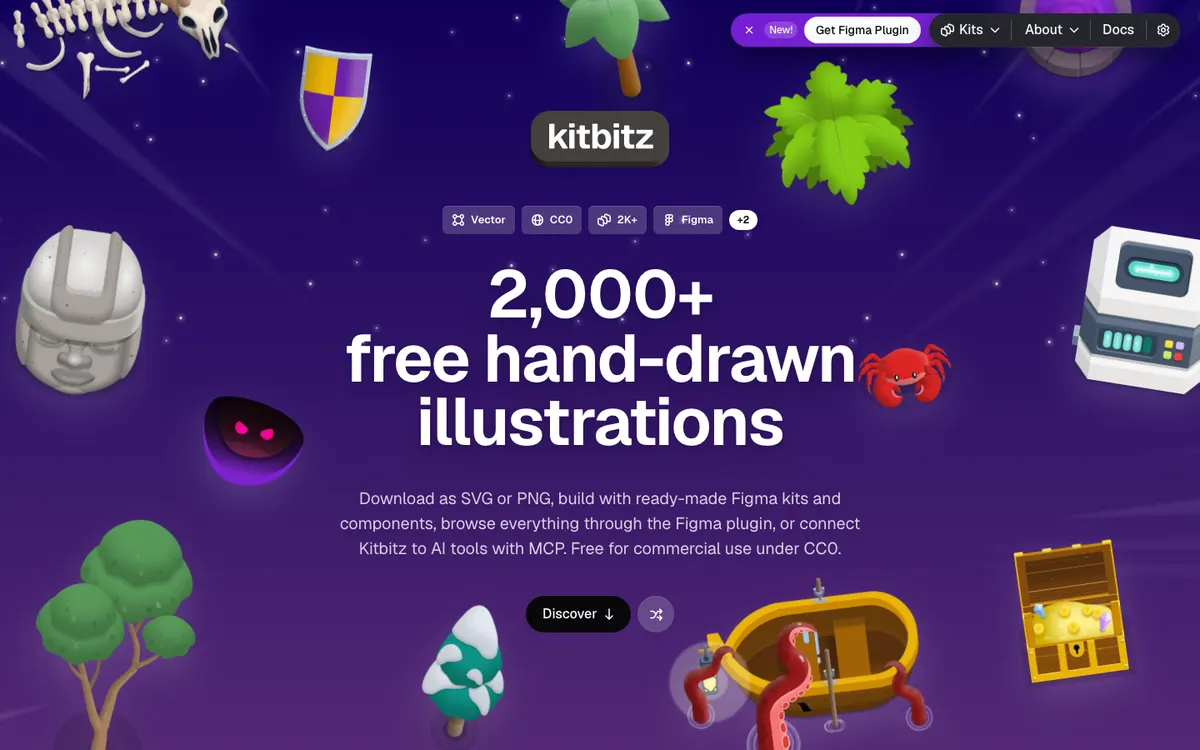 New!
Get Figma Plugin
Kits
About
Docs
kitbitz
Vector
CC0
2K+
Figma
+2
2,000+
free hand-drawn
illustrations
Download as SVG or PNG, build with ready-made Figma kits and
components, browse everything through the Figma plugin, or connect
Kitbitz to AI tools with MCP. Free for commercial use under CC0.
Discover